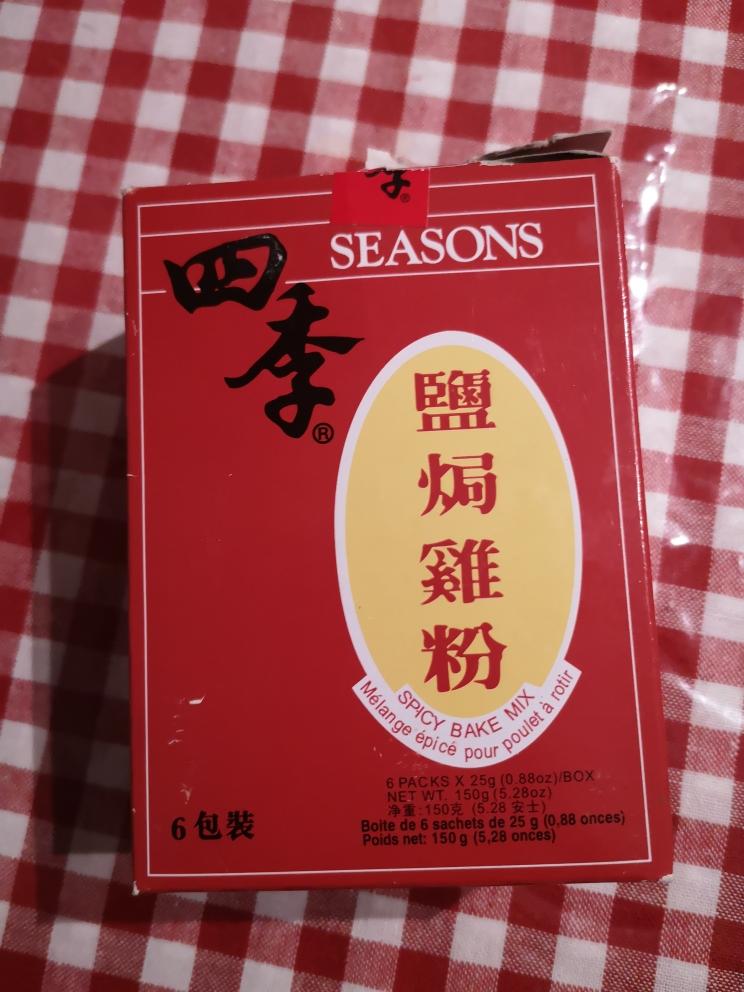 季®
SEASONS
四季®
鹽焗雞粉
SPICY BAKE MIX
Mélange épicé pour poulet à rotir
6 PACKS X 25g (0.88oz)/BOX
NET WT. 150g (5.28oz)
净重:150克 (5.28 安士)
Boite de 6 sachets de 25 g (0,88 onces)
Poids net: 150 g (5,28 onces)
6 包裝